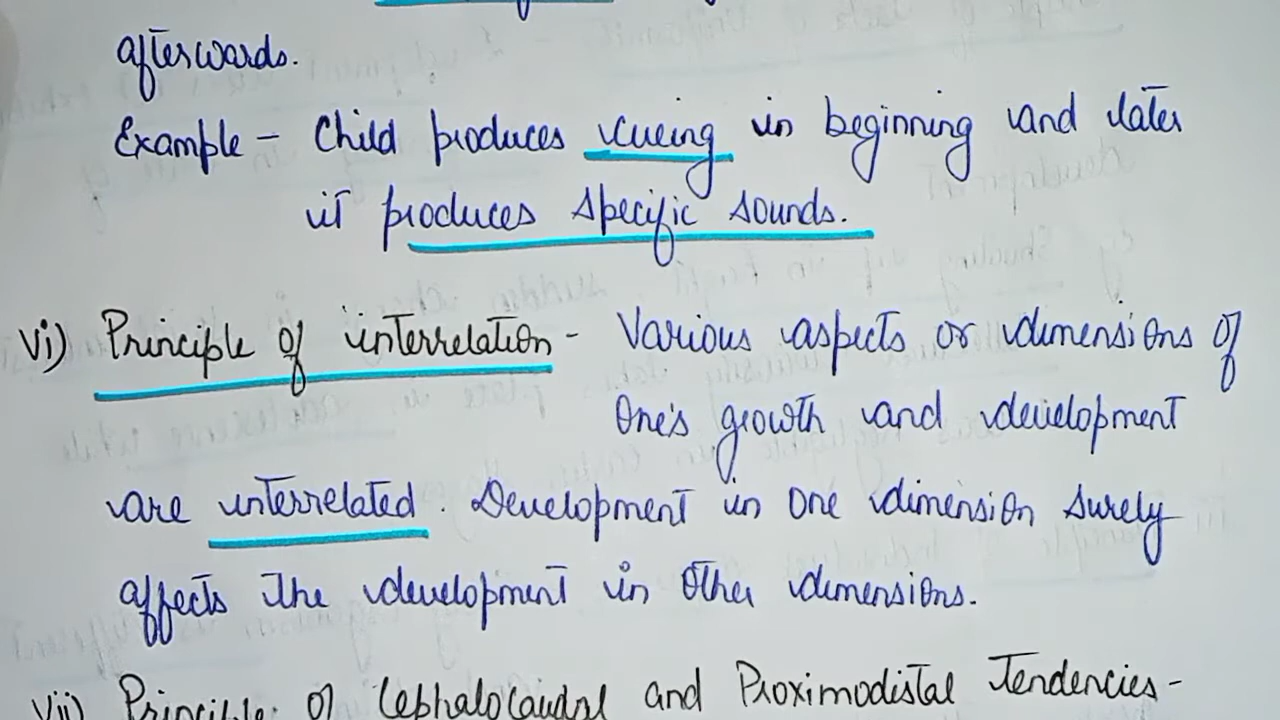 afterwards.
Example - Child produces cueing in beginning and later
it produces specific sounds.
vi) Principle of interrelation - Various aspects or dimensions of
One's growth and development
are interrelated. Development in one dimension surely
affects the development in other dimensions.
vii) Principle of Cephalocaudal and Proximodistal Tendencies -